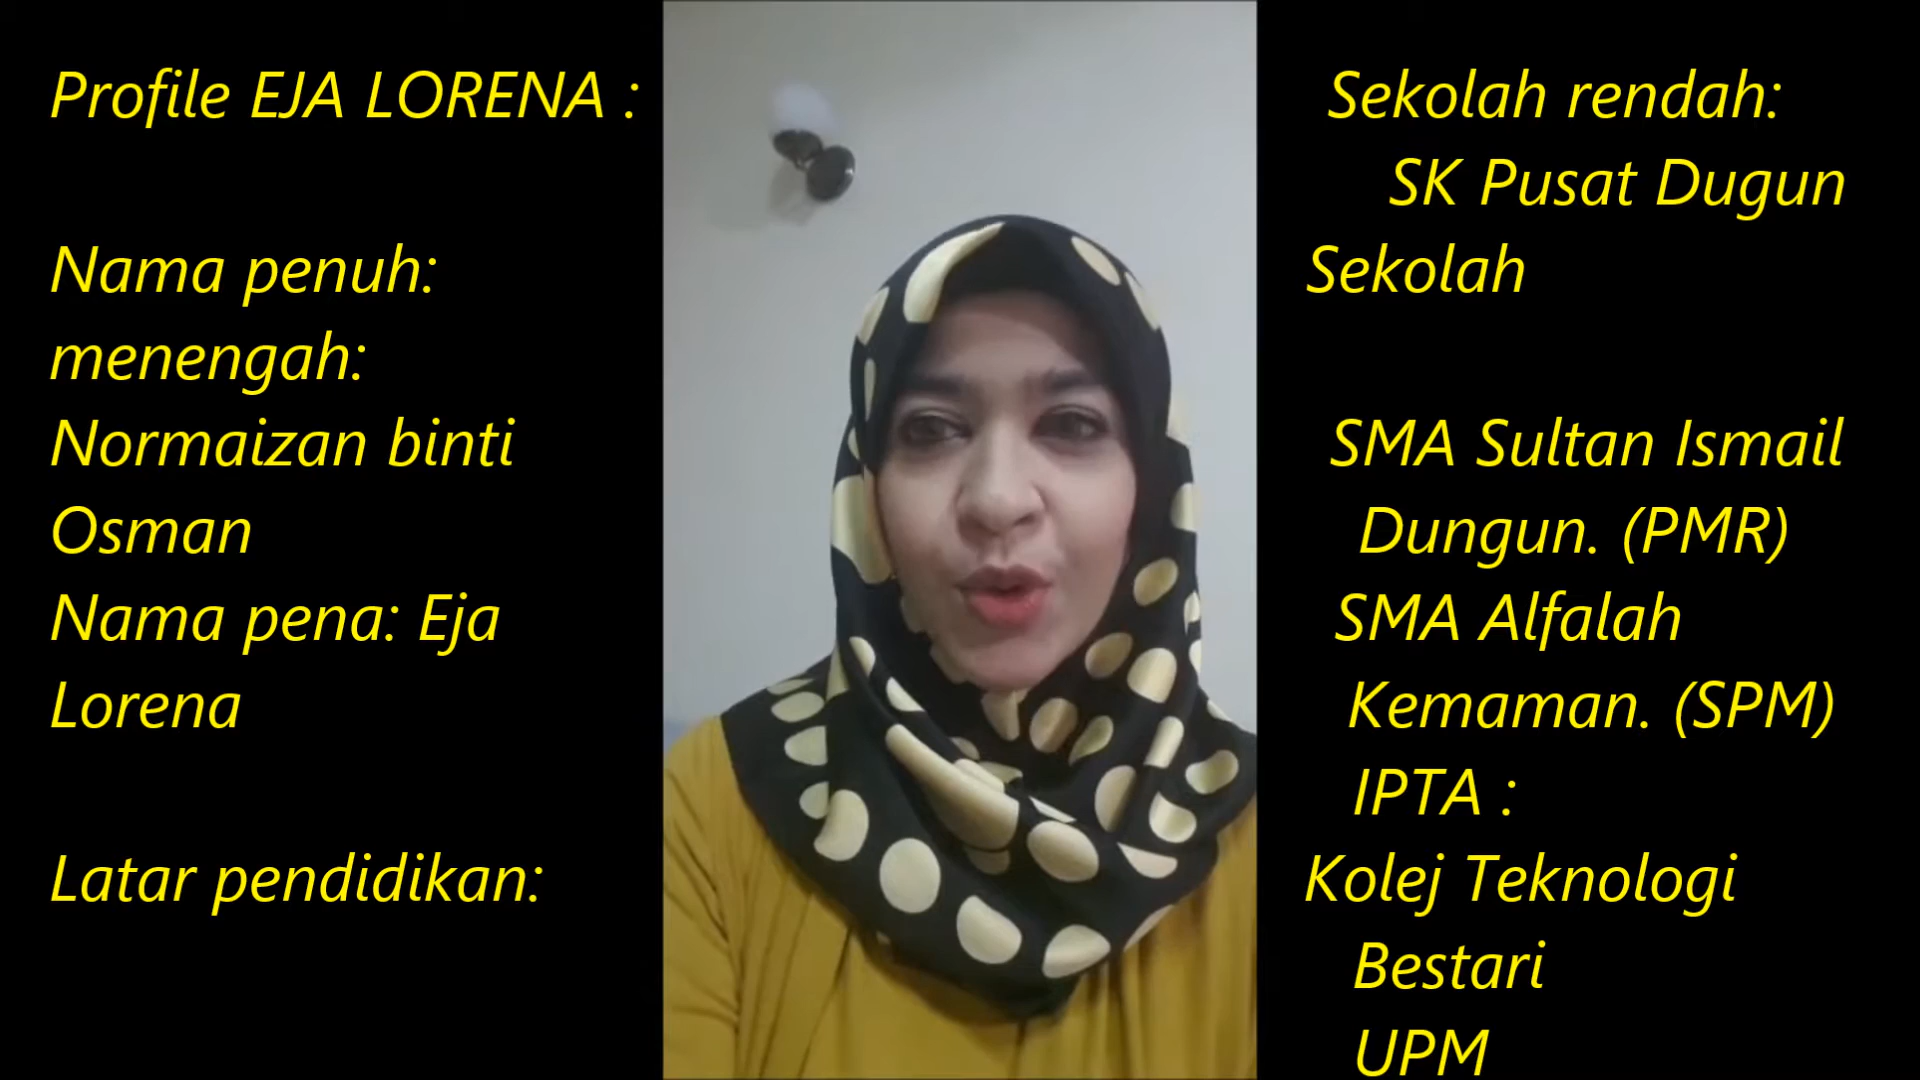 Profile EJA LORENA :
Nama penuh:
menengah:
Normaizan binti
Osman
Nama pena: Eja
Lorena
Latar pendidikan:
Sekolah rendah:
SK Pusat Dugun
Sekolah
SMA Sultan Ismail
Dungun. (PMR)
SMA Alfalah
Kemaman. (SPM)
IPTA :
Kolej Teknologi
Bestari
UPM